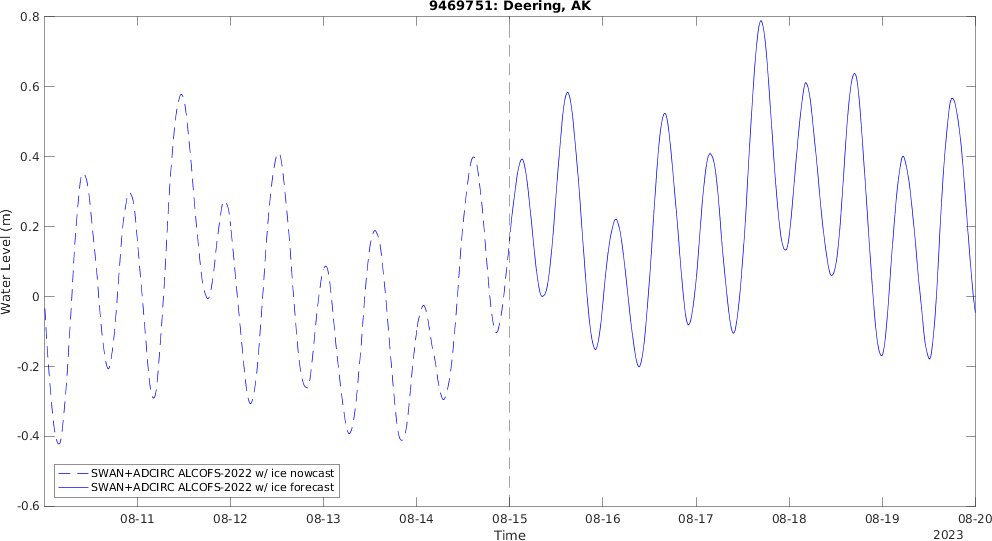 9469751: Deering, AK
0.8
0.6
0.4
0.2
0
-0.2
-0.4
-0.6
Water Level (m)
SWAN+ADCIRC ALCOFS-2022 w/ ice nowcast
SWAN+ADCIRC ALCOFS-2022 w/ ice forecast
08-11 08-12 08-13 08-14 08-15 08-16 08-17 08-18 08-19 08-20
Time
2023